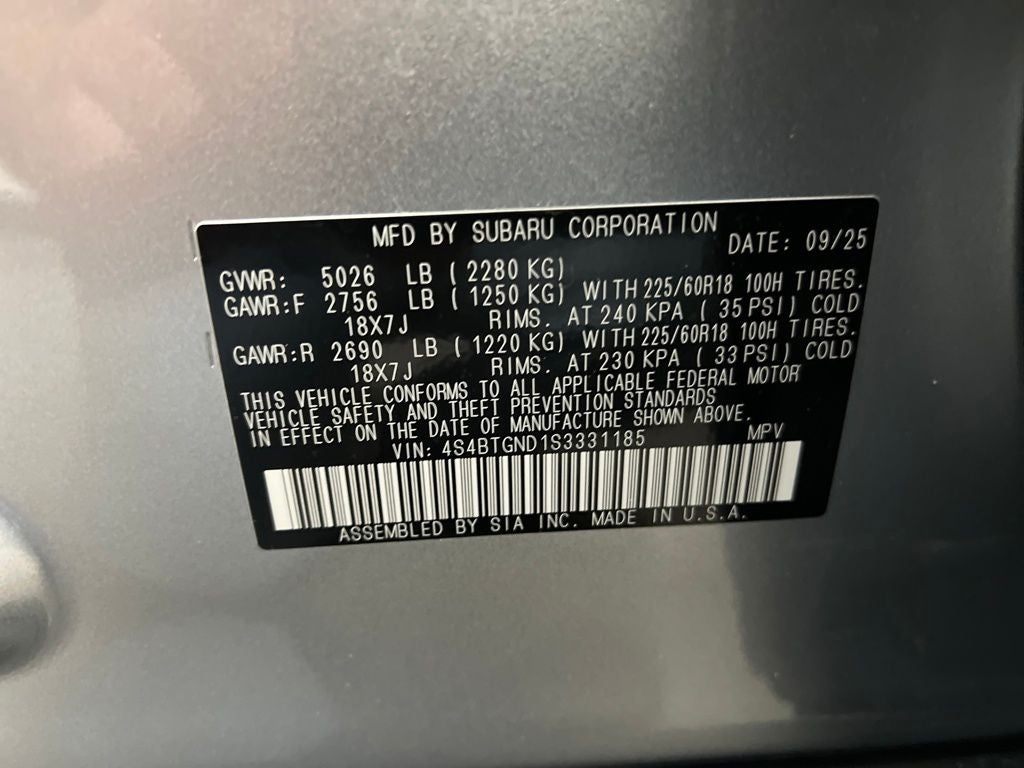 MFD BY SUBARU CORPORATION DATE: 09/25
GVWR: 5026 LB ( 2280 KG)
GAWR:F 2756 LB ( 1250 KG) WITH 225/60R18 100H TIRES.
18X7J RIMS. AT 240 KPA ( 35 PSI) COLD
GAWR:R 2690 LB ( 1220 KG) WITH 225/60R18 100H TIRES.
18X7J RIMS. AT 230 KPA ( 33 PSI) COLD
THIS VEHICLE CONFORMS TO ALL APPLICABLE FEDERAL MOTOR
VEHICLE SAFETY AND THEFT PREVENTION STANDARDS
IN EFFECT ON THE DATE OF MANUFACTURE SHOWN ABOVE.
VIN: 4S4BTGND1S3331185 MPV
ASSEMBLED BY SIA INC. MADE IN U.S.A.